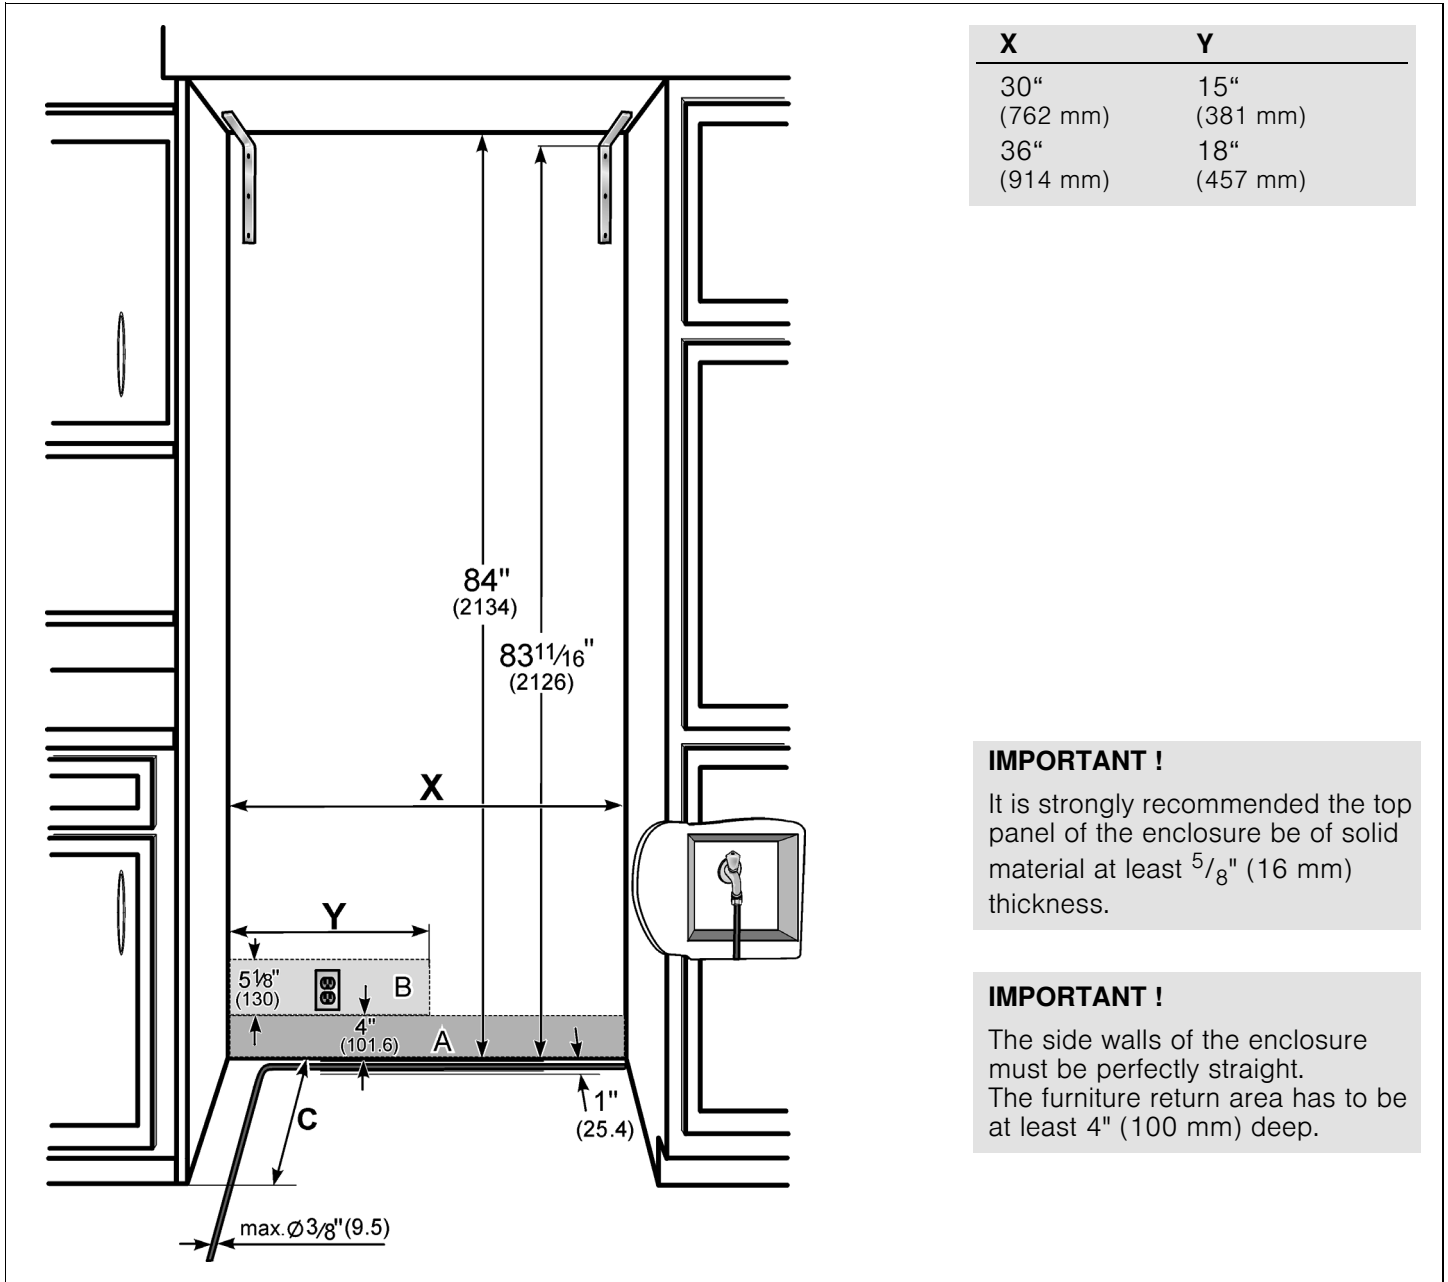 X Y
30“ 15“
(762 mm) (381 mm)
36“ 18“
(914 mm) (457 mm)
84"
(2134)
83 11/16"
(2126)
X
IMPORTANT !
It is strongly recommended the top
panel of the enclosure be of solid
material at least 5/8" (16 mm)
thickness.
Y
5 1/8"
(130)
B
4"
(101.6)
A
IMPORTANT !
The side walls of the enclosure
must be perfectly straight.
The furniture return area has to be
at least 4" (100 mm) deep.
C
1"
(25.4)
max.Ø3/8"(9.5)